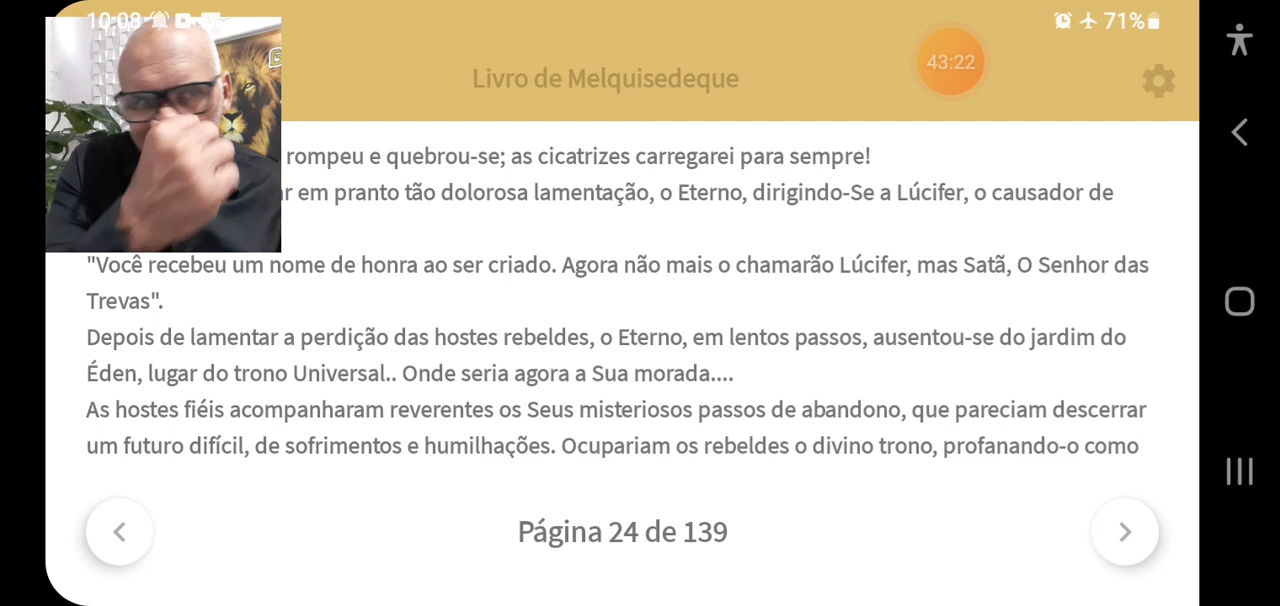 10:08
71%
43:22
Livro de Melquisedeque
rompeu e quebrou-se; as cicatrizes carregarei para sempre!
em pranto tão dolorosa lamentação, o Eterno, dirigindo-Se a Lúcifer, o causador de
"Você recebeu um nome de honra ao ser criado. Agora não mais o chamarão Lúcifer, mas Satã, O Senhor das
Trevas".
Depois de lamentar a perdição das hostes rebeldes, o Eterno, em lentos passos, ausentou-se do jardim do
Éden, lugar do trono Universal.. Onde seria agora a Sua morada....
As hostes fiéis acompanharam reverentes os Seus misteriosos passos de abandono, que pareciam descerrar
um futuro difícil, de sofrimentos e humilhações. Ocupariam os rebeldes o divino trono, profanando-o como
Página 24 de 139